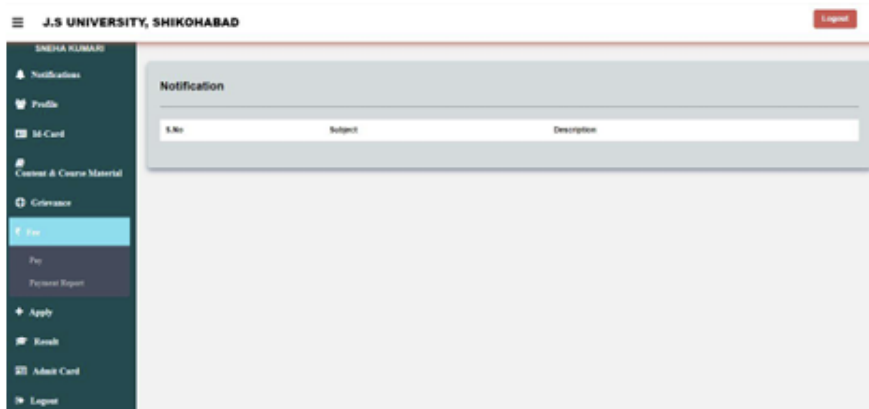 J.S UNIVERSITY, SHIKOHABAD
Logout
SNEHA KUMARI
Notifications
Profile
Id-Card
Content & Course Material
Grievance
₹ Fee
Pay
Payment Report
Apply
Result
Admit Card
Logout
Notification
S.No Subject Description